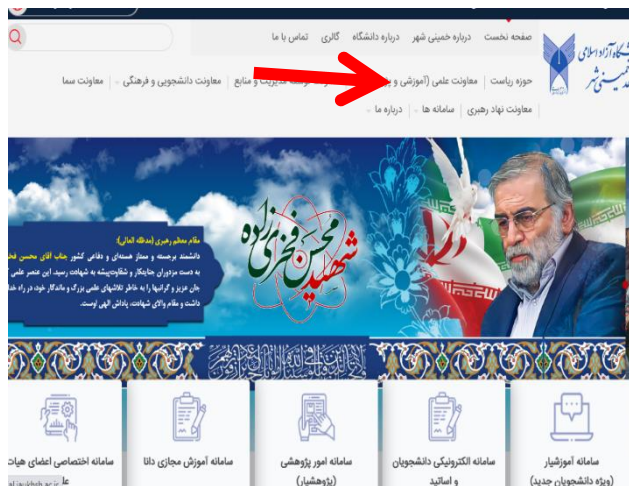 صفحه نخست درباره خمینی شهر درباره دانشگاه گالری تماس با ما
حوزه ریاست | معاونت علمی (آموزشی و مدیریت و منابع | معاونت دانشجویی و فرهنگی | معاونت سما
معاونت نهاد رهبری | سامانه ها | درباره ما
آزاد اسلامی
شهید
محسن فخری زاده
مقام معظم رهبری (مدظله العالی):
دانشمند برجسته و ممتاز هسته‌ای و دفاعی کشور جناب آقای محسن
به دست مزدوران جنایتکار و شقاوت‌پیشه به شهادت رسید. این عنصر علمی
جان عزیز و گرانبها را به خاطر تلاشهای علمی بزرگ و ماندگار خود، در راه خدا
داشت و مقام والای شهادت، پاداش الهی اوست.
سامانه آموزشیار
(ویژه دانشجویان جدید)
سامانه الکترونیکی دانشجویان
و اساتید
سامانه امور پژوهشی
(پژوهشیار)
سامانه آموزش مجازی دانا
سامانه اختصاصی اعضای هیات